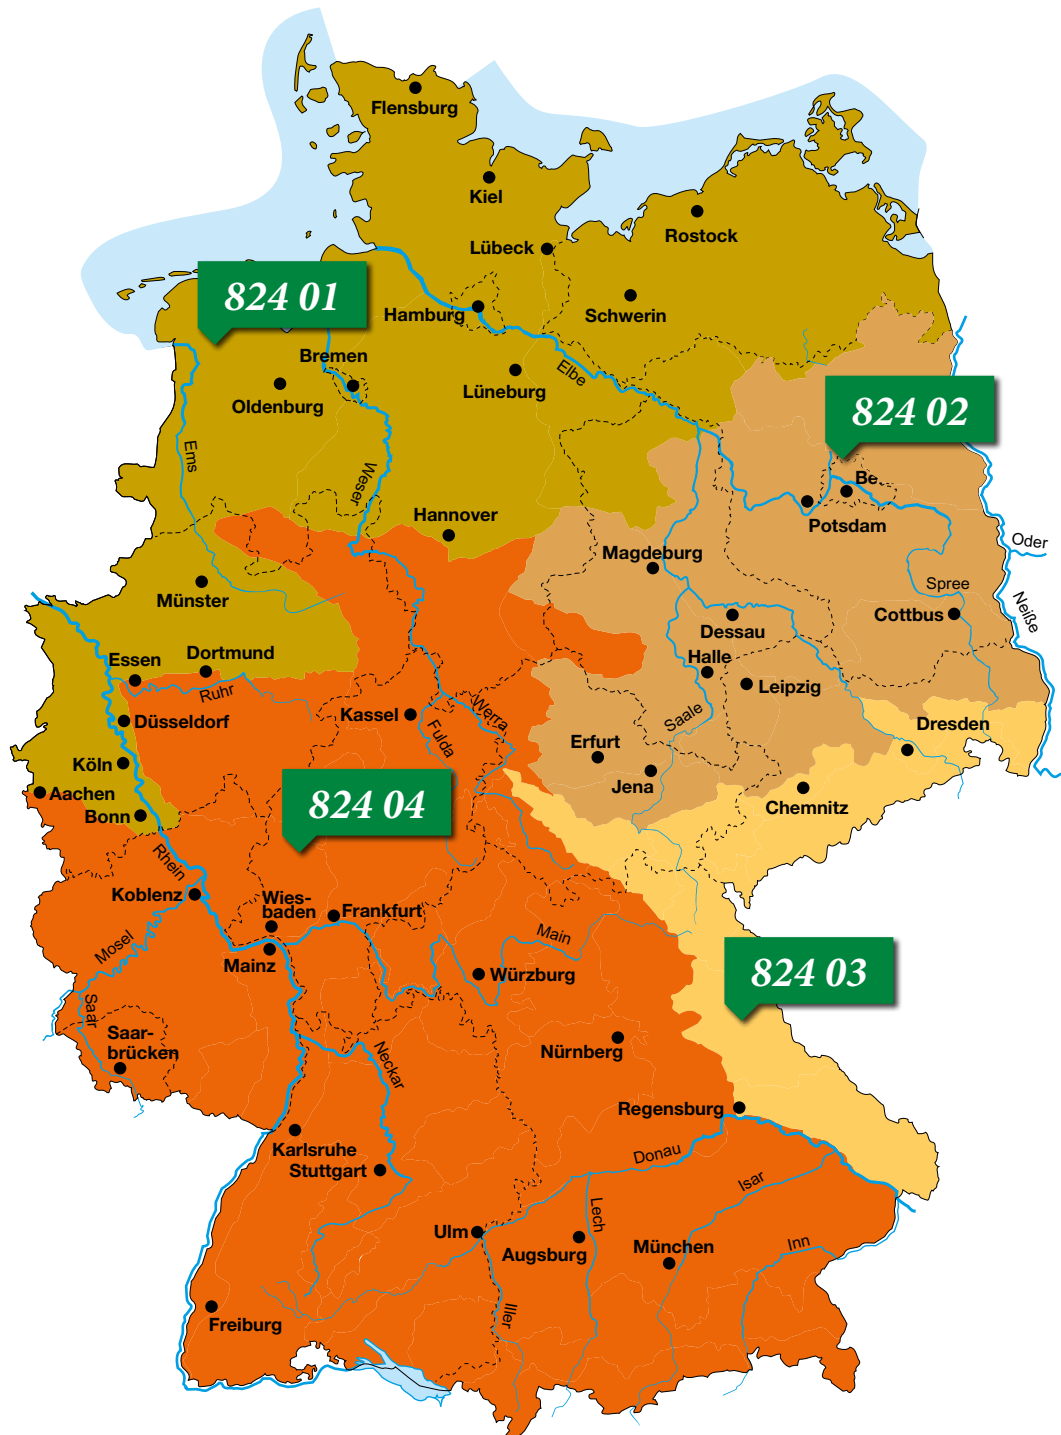 Flensburg
Kiel
Rostock
Lübeck
824 01
Schwerin
Hamburg
Bremen
Elbe
Lüneburg
Oldenburg
824 02
Ems
Weser
Be
Hannover
Potsdam
Oder
Magdeburg
Spree
Münster
Neiße
Cottbus
Dessau
Dortmund
Essen
Halle
Leipzig
Ruhr
Werra
Kassel
Düsseldorf
Saale
Dresden
Fulda
Erfurt
Köln
Jena
Aachen
824 04
Chemnitz
Bonn
Rhein
Koblenz
Wies-
baden
Frankfurt
Mosel
Main
Mainz
Würzburg
824 03
Saar
Saar-
brücken
Nürnberg
Neckar
Regensburg
Karlsruhe
Stuttgart
Donau
Isar
Lech
Ulm
Augsburg
München
Inn
Iller
Freiburg